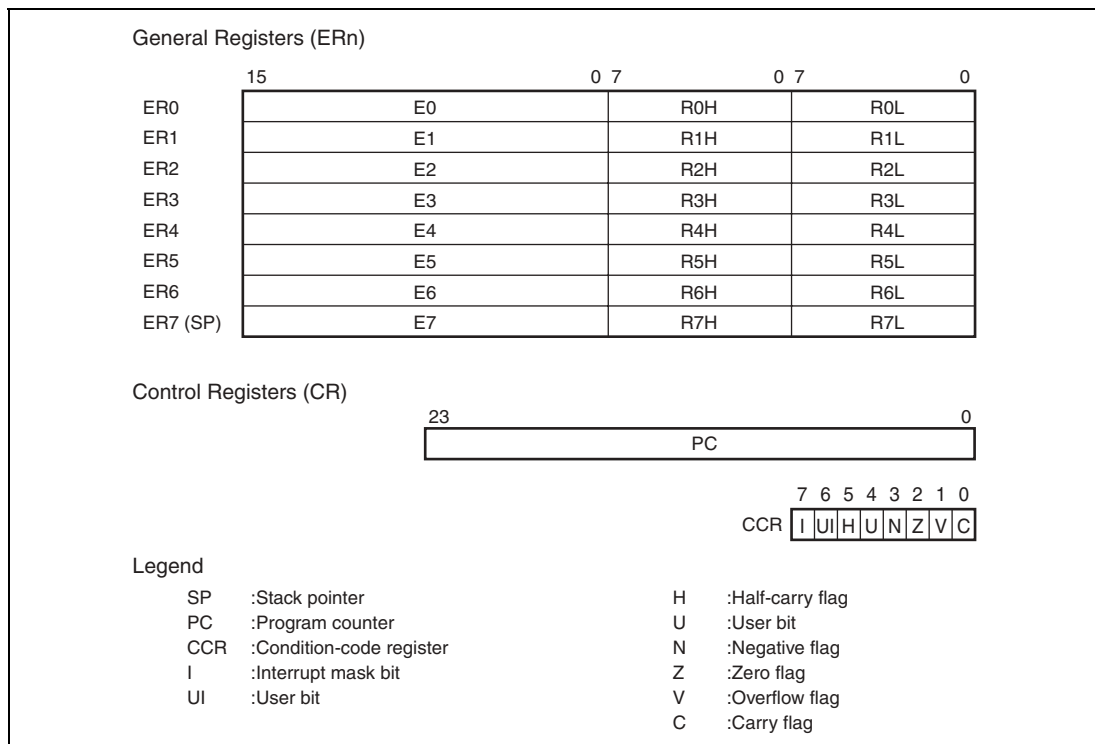 General Registers (ERn)
15 0 7 0 7 0
ER0 E0 R0H R0L
ER1 E1 R1H R1L
ER2 E2 R2H R2L
ER3 E3 R3H R3L
ER4 E4 R4H R4L
ER5 E5 R5H R5L
ER6 E6 R6H R6L
ER7 (SP) E7 R7H R7L
Control Registers (CR)
23 0
PC
7 6 5 4 3 2 1 0
CCR I UI H U N Z V C
Legend
SP :Stack pointer
PC :Program counter
CCR :Condition-code register
I :Interrupt mask bit
UI :User bit
H :Half-carry flag
U :User bit
N :Negative flag
Z :Zero flag
V :Overflow flag
C :Carry flag